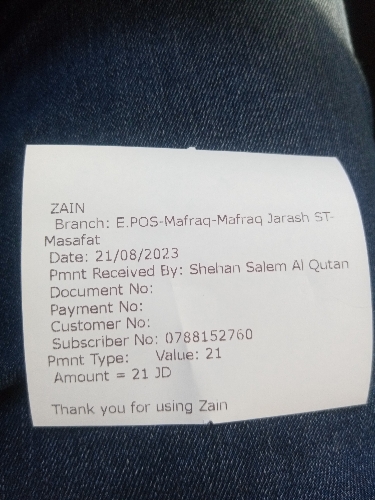 ZAIN
Branch: E.POS-Mafraq-Mafraq Jarash ST-
Masafat
Date: 21/08/2023
Pmnt Received By: Shehan Salem Al Qutan
Document No:
Payment No:
Customer No:
Subscriber No: 0788152760
Pmnt Type: Value: 21
Amount = 21 JD
Thank you for using Zain